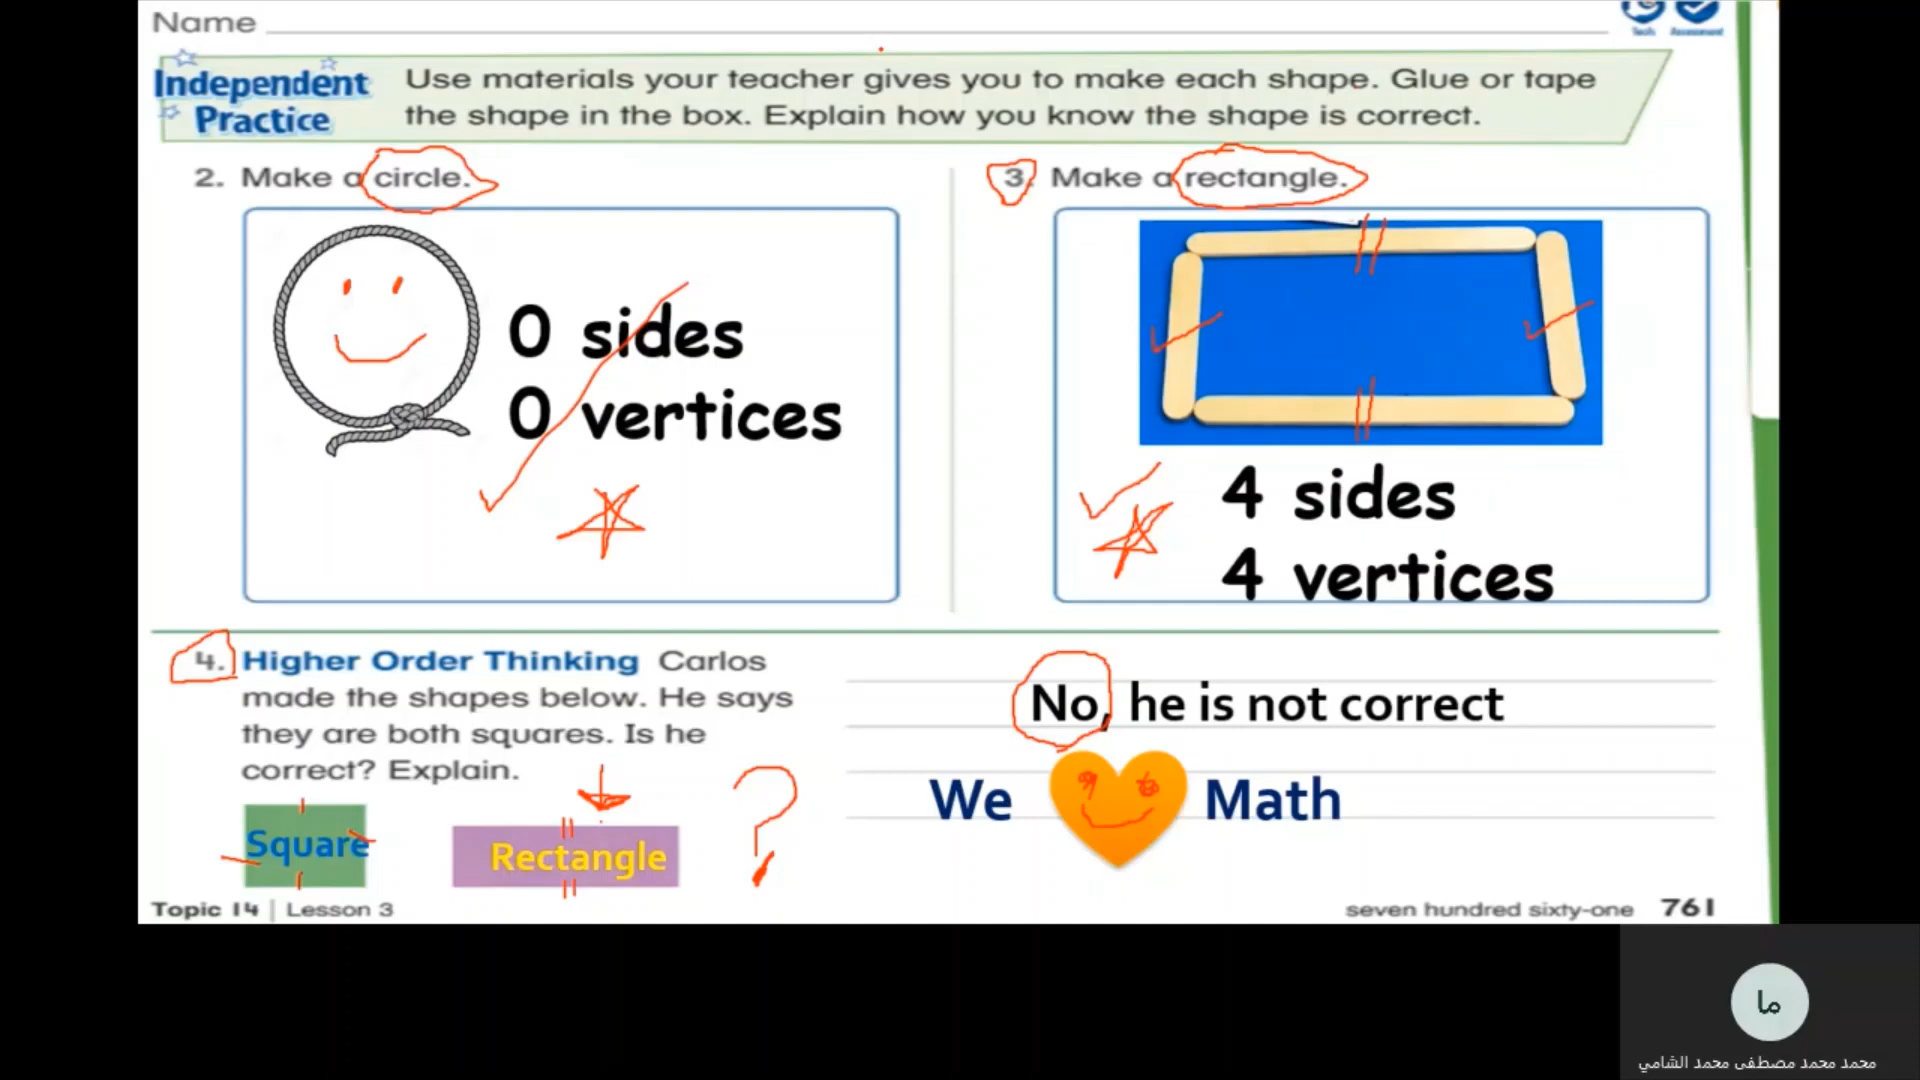 Name
Tools Assessment
Independent
Practice
Use materials your teacher gives you to make each shape. Glue or tape
the shape in the box. Explain how you know the shape is correct.
2. Make a circle.
0 sides
0 vertices
3. Make a rectangle.
4 sides
4 vertices
4. Higher Order Thinking Carlos
made the shapes below. He says
they are both squares. Is he
correct? Explain.
Square
Rectangle
?
No, he is not correct
We Math
Topic 14 | Lesson 3
seven hundred sixty-one 761
ما
محمد محمد مصطفى محمد الشامي